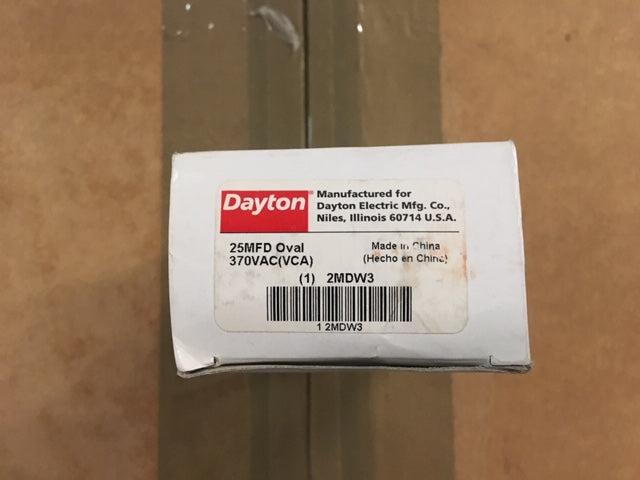 Dayton®
Manufactured for
Dayton Electric Mfg. Co.,
Niles, Illinois 60714 U.S.A.
25MFD Oval
370VAC(VCA)
Made in China
(Hecho en China)
(1) 2MDW3
1 2MDW3